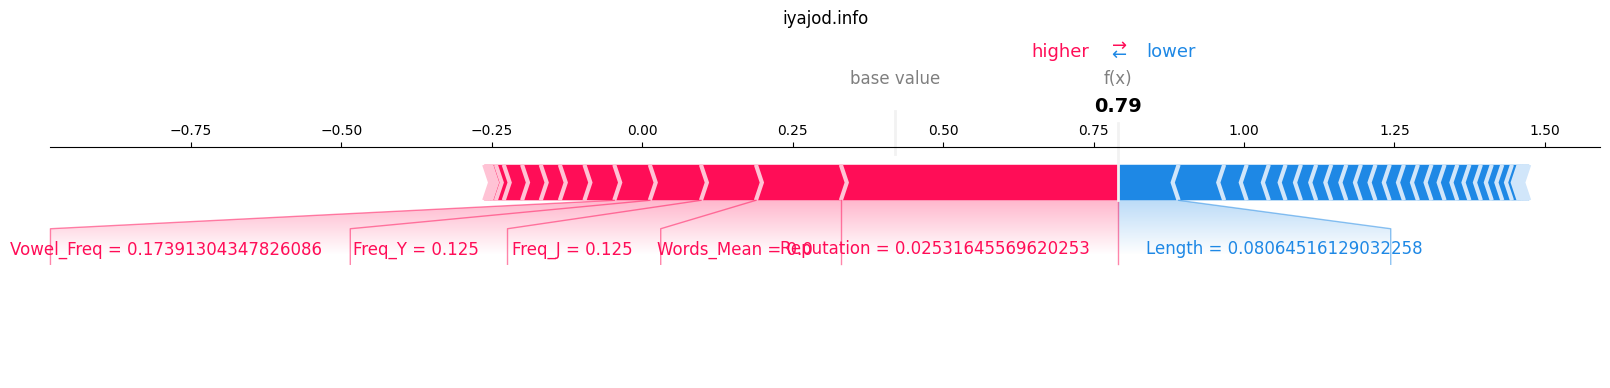 iyajod.info
higher ⇄ lower
base value f(x)
0.79
−0.75 −0.50 −0.25 0.00 0.25 0.50 0.75 1.00 1.25 1.50
Vowel_Freq = 0.17391304347826086 Freq_Y = 0.125 Freq_J = 0.125 Words_Mean = 0.0 Reputation = 0.02531645569620253 Length = 0.08064516129032258